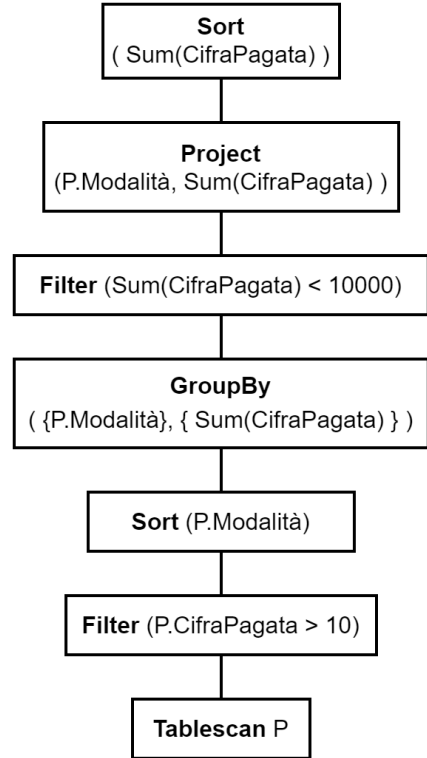 Sort
( Sum(CifraPagata) )
Project
(P.Modalità, Sum(CifraPagata) )
Filter (Sum(CifraPagata) < 10000)
GroupBy
( {P.Modalità}, { Sum(CifraPagata) } )
Sort (P.Modalità)
Filter (P.CifraPagata > 10)
Tablescan P